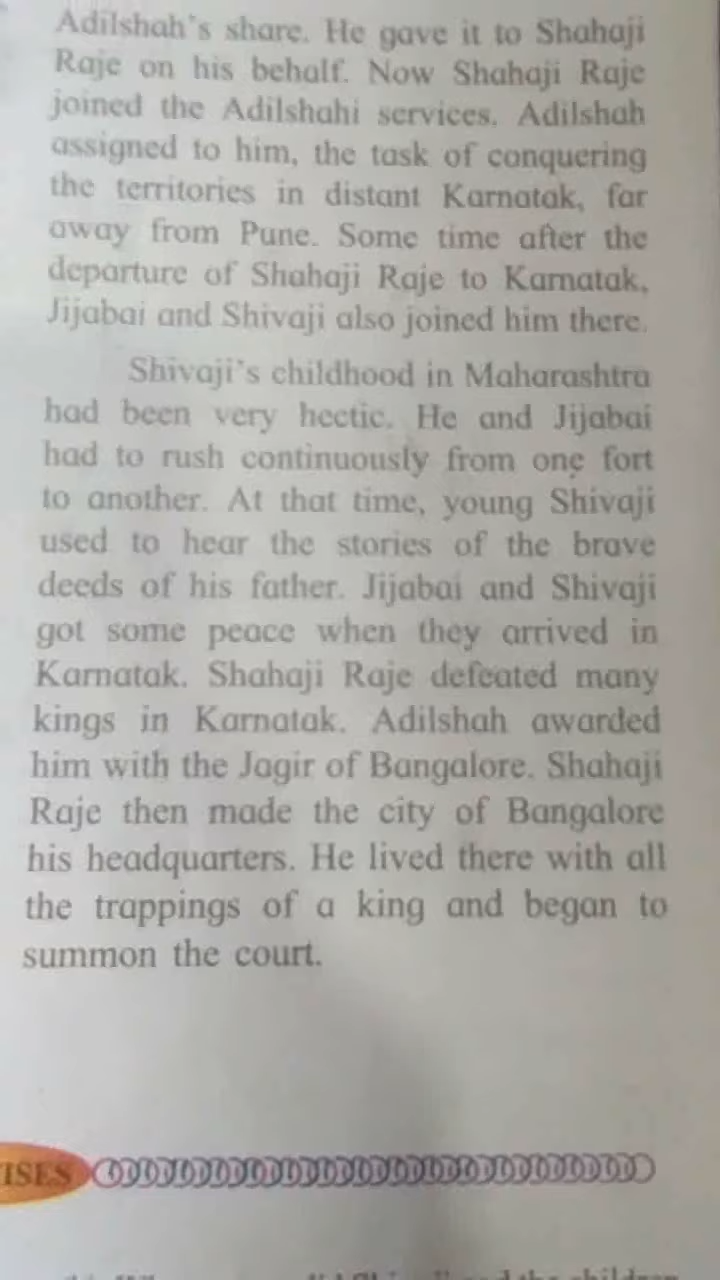 Adilshah's share. He gave it to Shahaji
Raje on his behalf. Now Shahaji Raje
joined the Adilshahi services. Adilshah
assigned to him, the task of conquering
the territories in distant Karnatak, far
away from Pune. Some time after the
departure of Shahaji Raje to Karnatak,
Jijabai and Shivaji also joined him there.
Shivaji's childhood in Maharashtra
had been very hectic. He and Jijabai
had to rush continuously from one fort
to another. At that time, young Shivaji
used to hear the stories of the brave
deeds of his father. Jijabai and Shivaji
got some peace when they arrived in
Karnatak. Shahaji Raje defeated many
kings in Karnatak. Adilshah awarded
him with the Jagir of Bangalore. Shahaji
Raje then made the city of Bangalore
his headquarters. He lived there with all
the trappings of a king and began to
summon the court.
ISES
and the children